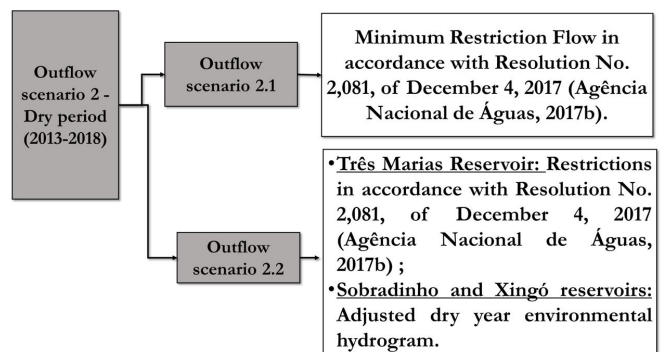 Outflow
scenario 2 -
Dry period
(2013-2018)
Outflow
scenario 2.1
Minimum Restriction Flow in
accordance with Resolution No.
2,081, of December 4, 2017 (Agência
Nacional de Águas, 2017b).
Outflow
scenario 2.2
•Três Marias Reservoir: Restrictions
in accordance with Resolution No.
2,081, of December 4, 2017
(Agência Nacional de Águas,
2017b) ;
•Sobradinho and Xingó reservoirs:
Adjusted dry year environmental
hydrogram.